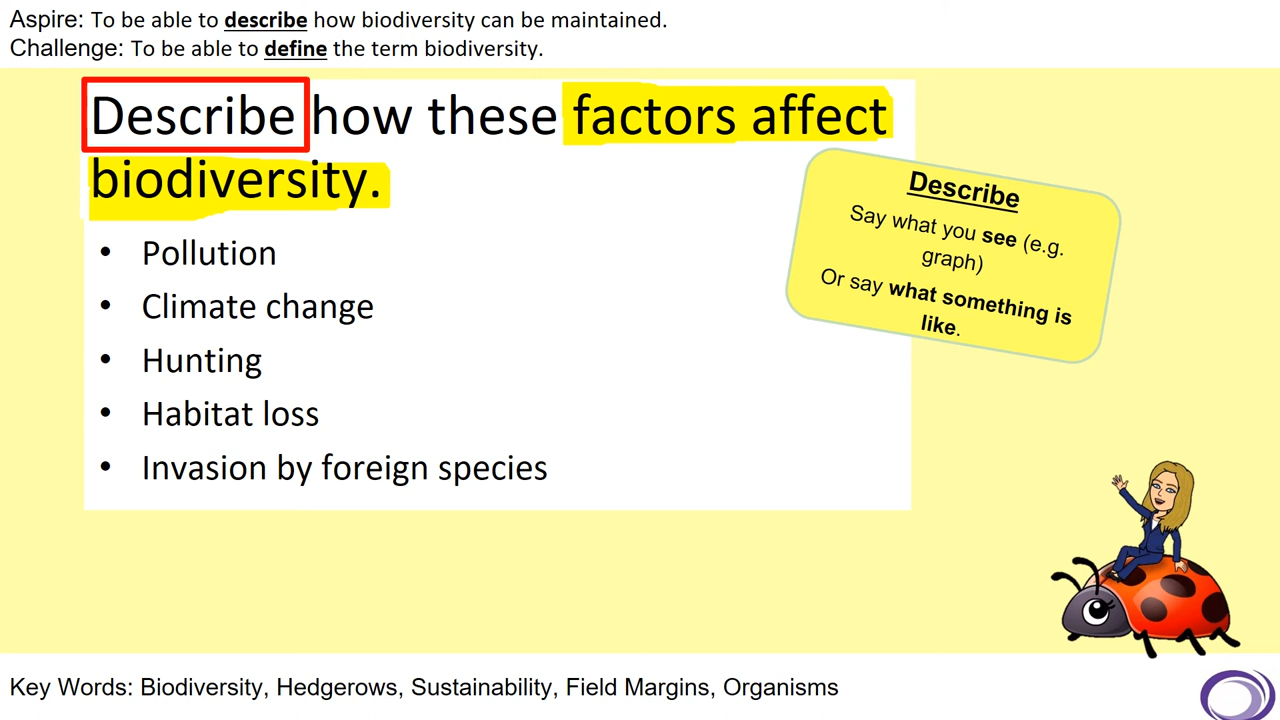 Aspire: To be able to describe how biodiversity can be maintained.
Challenge: To be able to define the term biodiversity.
Describe how these factors affect
biodiversity.
• Pollution
• Climate change
• Hunting
• Habitat loss
• Invasion by foreign species
Describe
Say what you see (e.g.
graph)
Or say what something is
like.
Key Words: Biodiversity, Hedgerows, Sustainability, Field Margins, Organisms